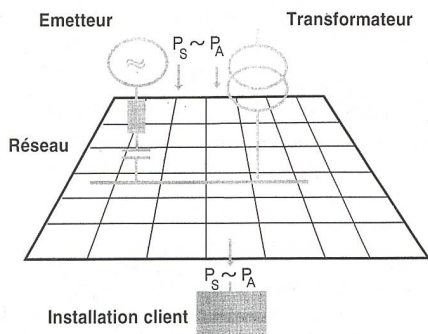 Emetteur
Transformateur
P_S ~ P_A
Réseau
P_S ~ P_A
Installation client